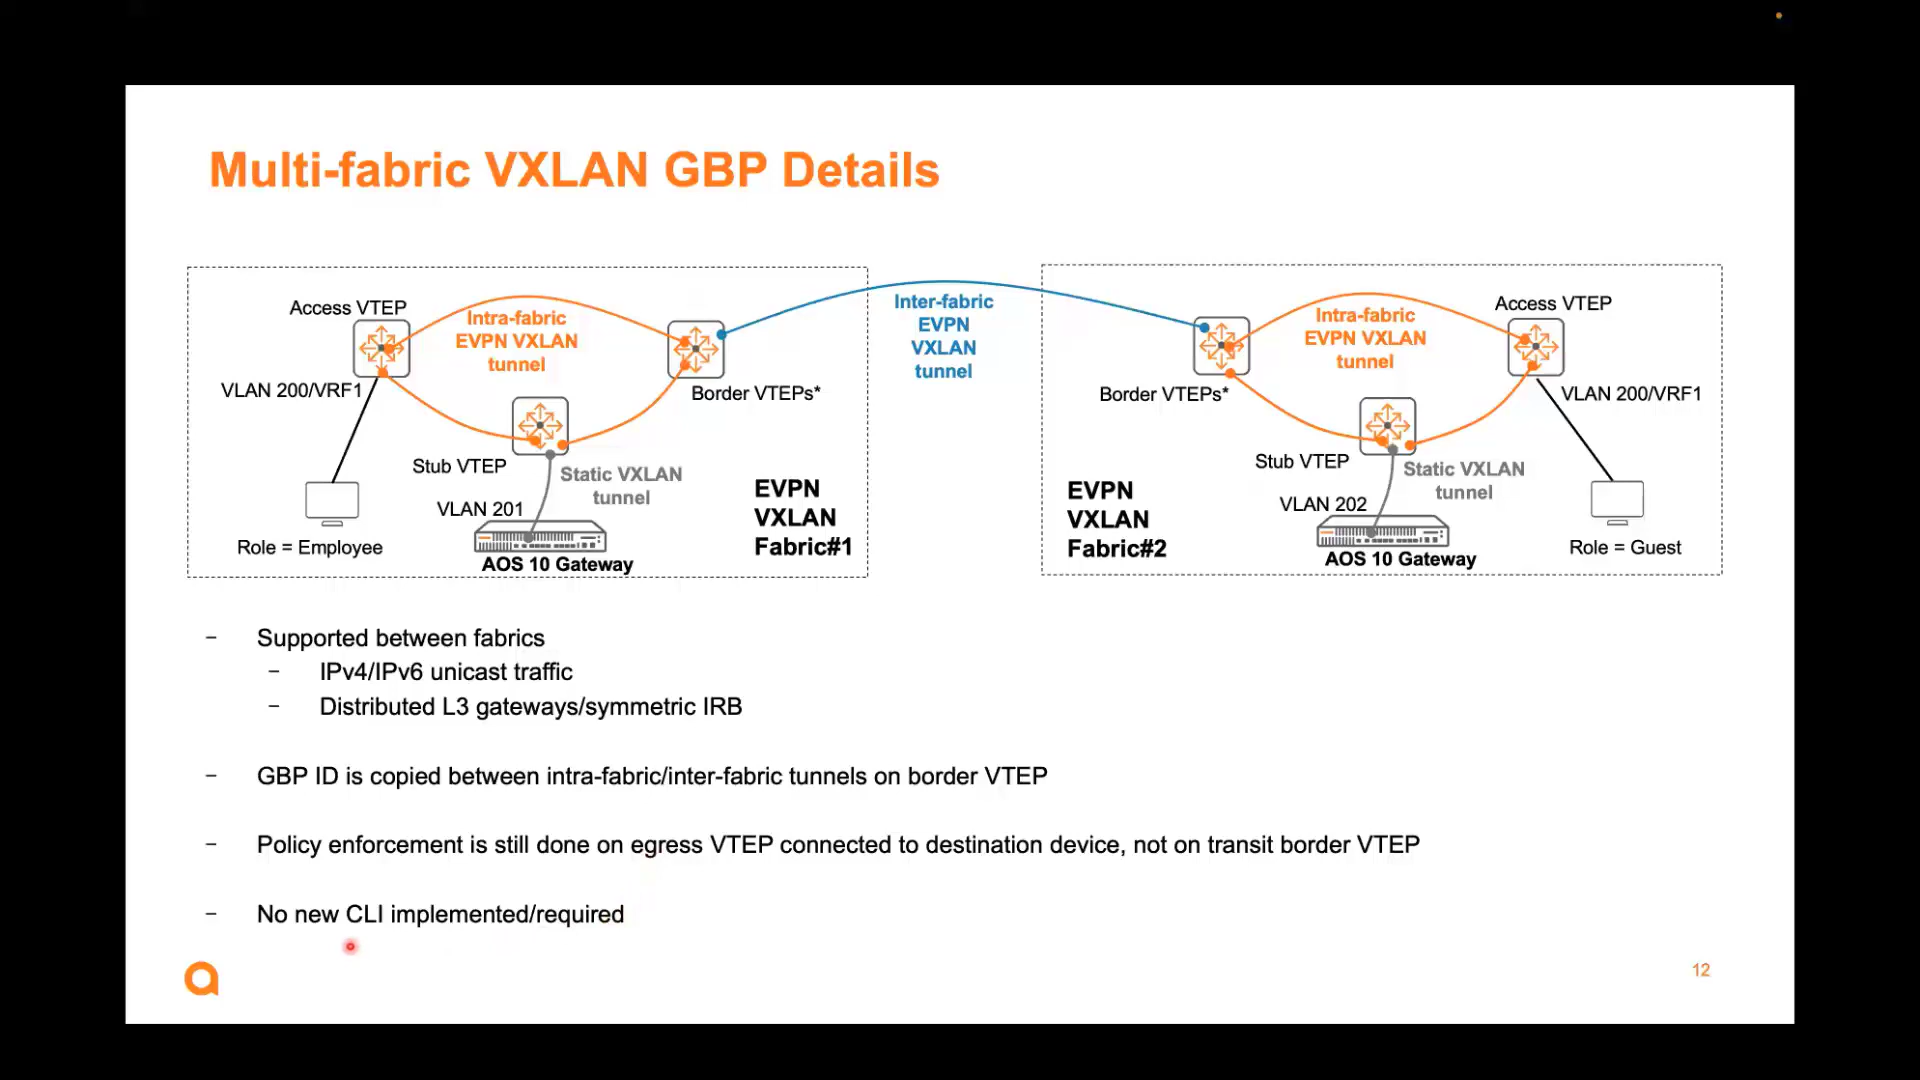 Multi-fabric VXLAN GBP Details
Access VTEP
Intra-fabric
EVPN VXLAN
tunnel
VLAN 200/VRF1
Border VTEPs*
Stub VTEP
Static VXLAN
tunnel
VLAN 201
Role = Employee
AOS 10 Gateway
EVPN
VXLAN
Fabric#1
Inter-fabric
EVPN
VXLAN
tunnel
Access VTEP
Intra-fabric
EVPN VXLAN
tunnel
Border VTEPs*
VLAN 200/VRF1
Stub VTEP
Static VXLAN
tunnel
VLAN 202
EVPN
VXLAN
Fabric#2
AOS 10 Gateway
Role = Guest
- Supported between fabrics
- IPv4/IPv6 unicast traffic
- Distributed L3 gateways/symmetric IRB
- GBP ID is copied between intra-fabric/inter-fabric tunnels on border VTEP
- Policy enforcement is still done on egress VTEP connected to destination device, not on transit border VTEP
- No new CLI implemented/required
12